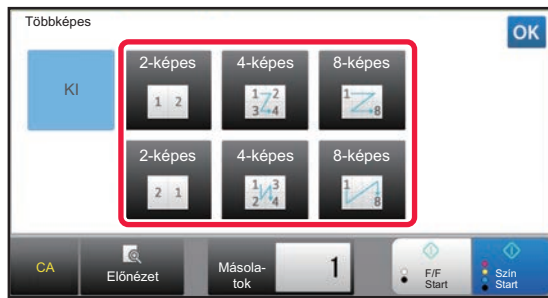 Többképes
OK
KI
2-képes
4-képes
8-képes
1 2
1 2
3 4
1
8
2-képes
4-képes
8-képes
2 1
1 3
2 4
1
8
CA
Előnézet
Másola-
tok
1
F/F
Start
Szín
Start